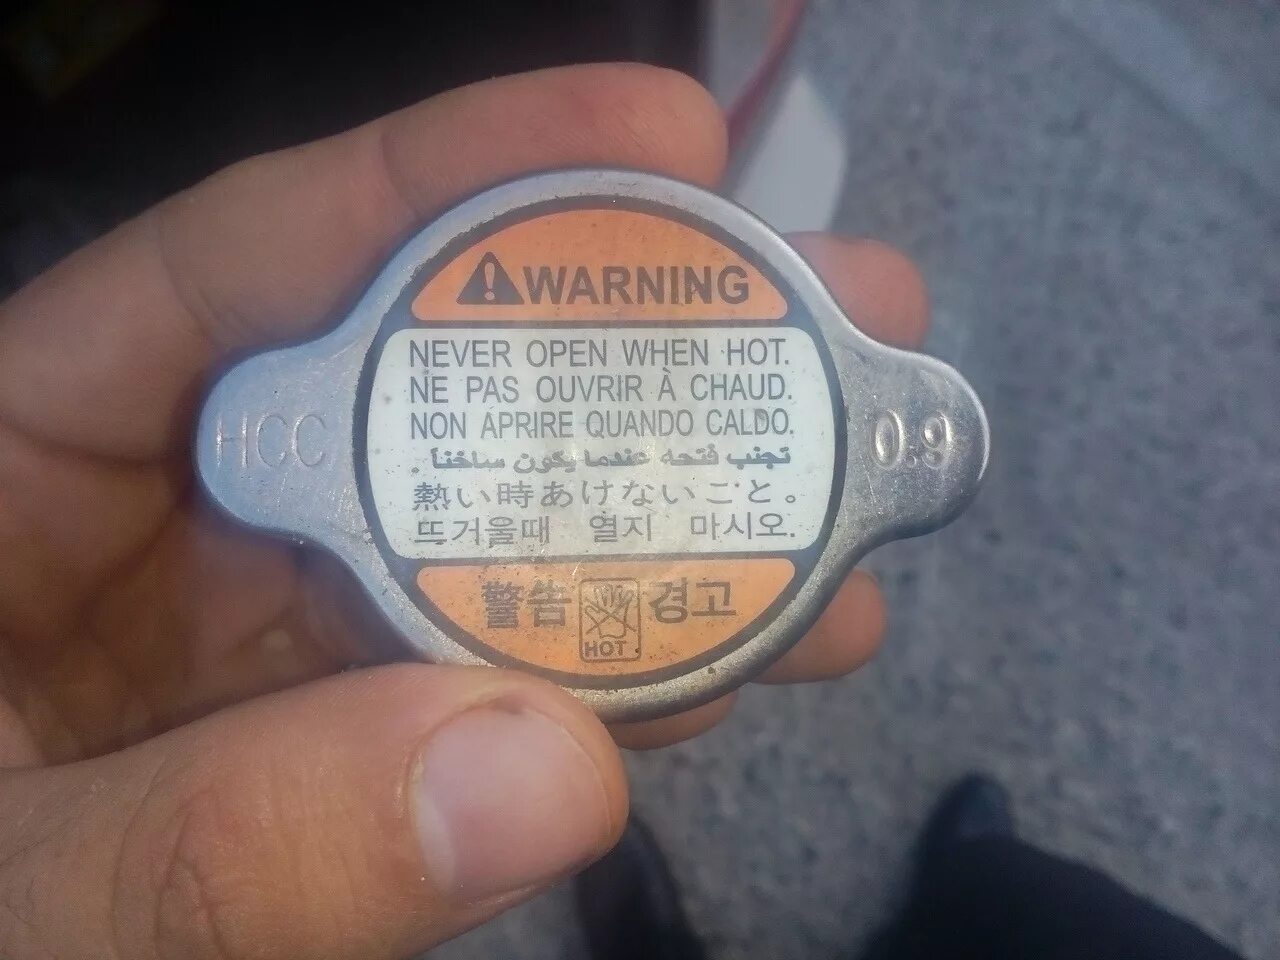 WARNING
NEVER OPEN WHEN HOT.
NE PAS OUVRIR À CHAUD.
NON APRIRE QUANDO CALDO.
تجنب فتحه عندما يكون ساخناً .
熱い時あけないごと。
뜨거울때 열지 마시오.
HCC
0.9
警告 경고
HOT